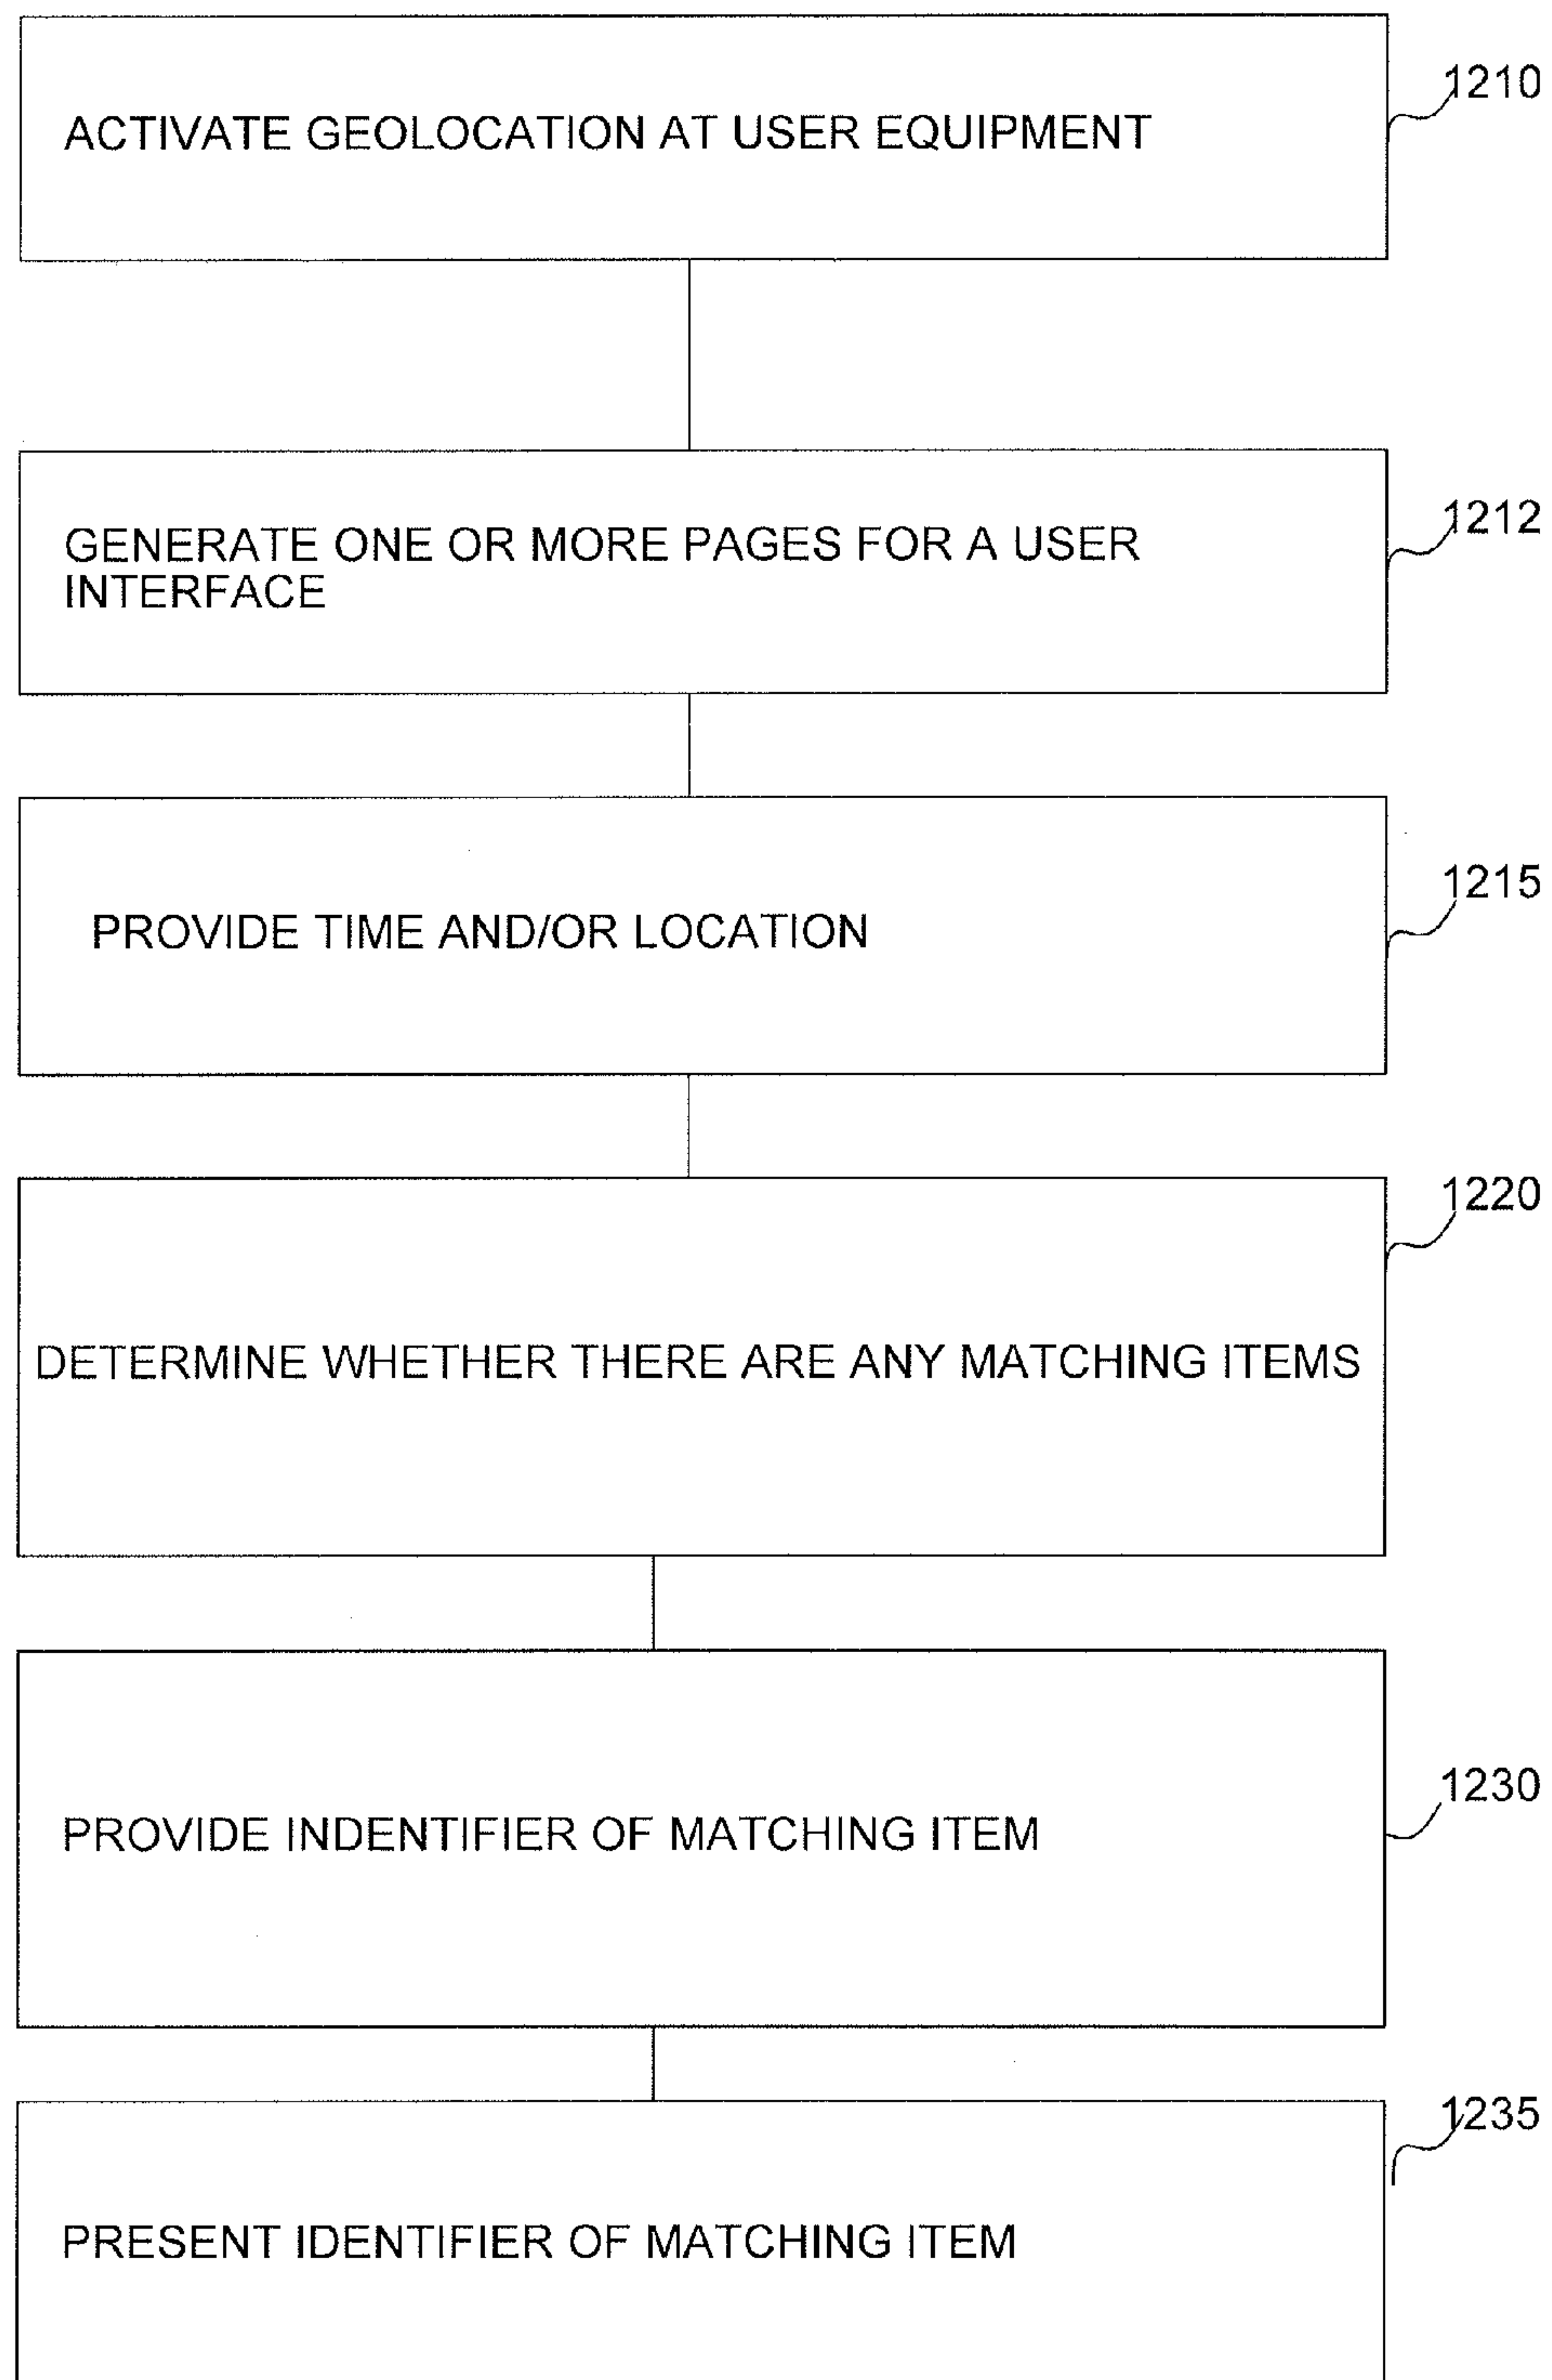 ACTIVATE GEOLOCATION AT USER EQUIPMENT
1210
GENERATE ONE OR MORE PAGES FOR A USER
INTERFACE
1212
PROVIDE TIME AND/OR LOCATION
1215
DETERMINE WHETHER THERE ARE ANY MATCHING ITEMS
1220
PROVIDE INDENTIFIER OF MATCHING ITEM
1230
PRESENT IDENTIFIER OF MATCHING ITEM
1235